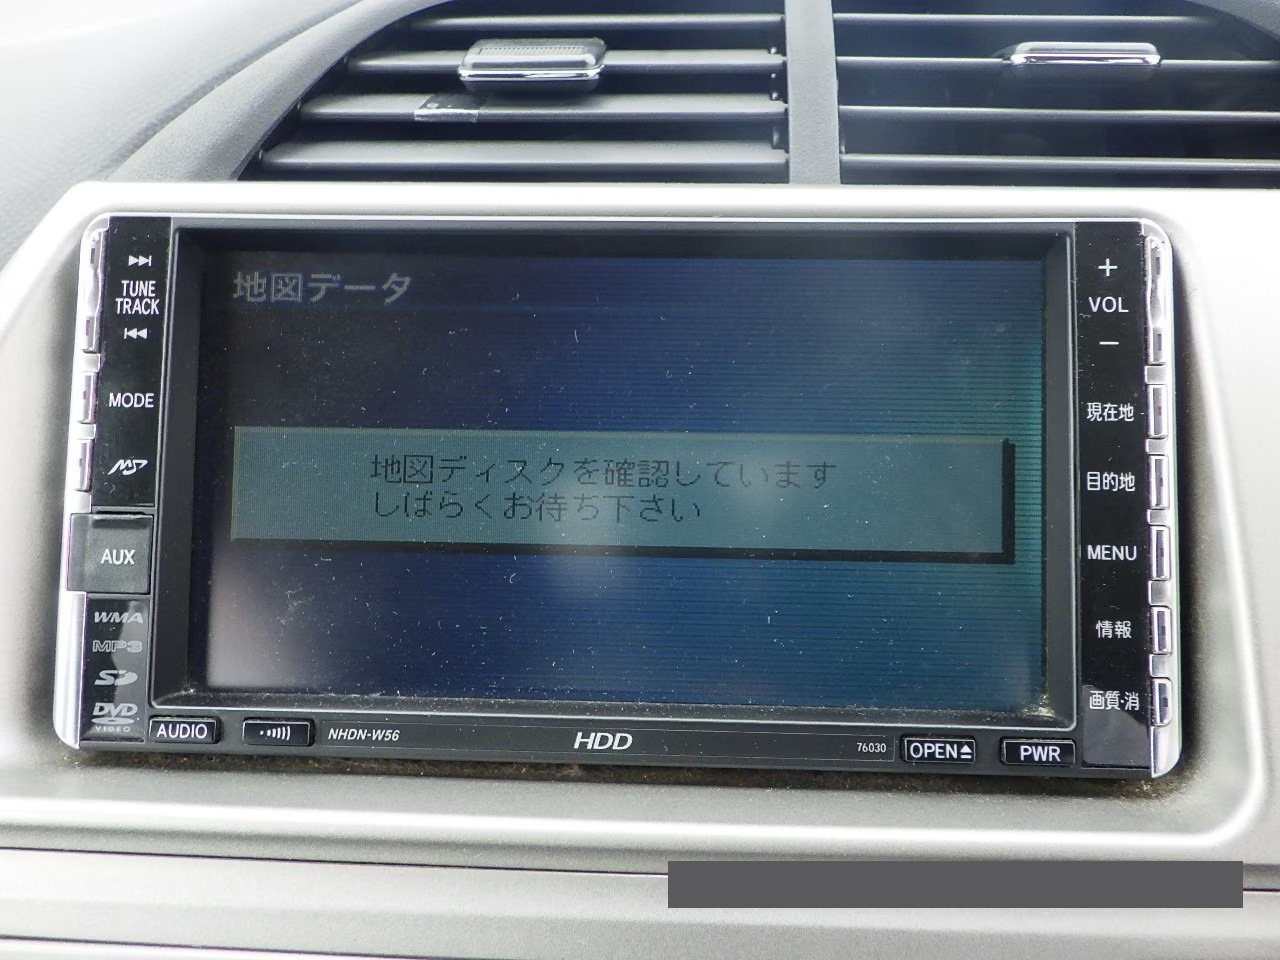 TUNE
TRACK
MODE
AUX
WMA
MP3
SD
DVD
VIDEO
地図データ
地図ディスクを確認しています
しばらくお待ち下さい
+
VOL
−
現在地
目的地
MENU
情報
画質・消
AUDIO
NHDN-W56
HDD
76030
OPEN
PWR